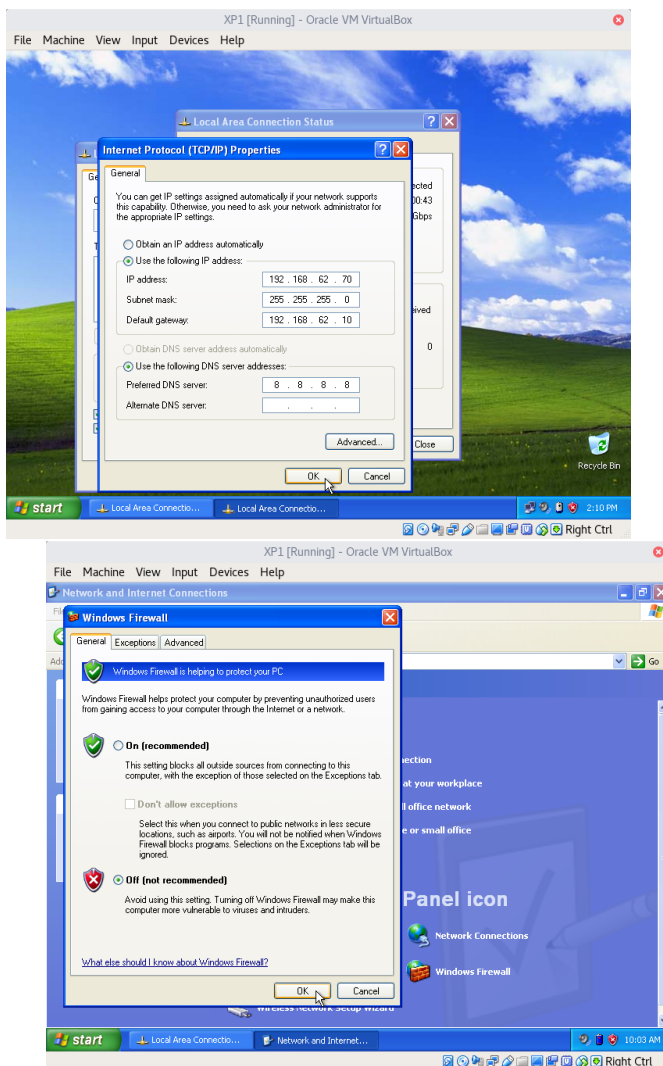 XP1 [Running] - Oracle VM VirtualBox
File Machine View Input Devices Help
Local Area Connection Status
Internet Protocol (TCP/IP) Properties
General
You can get IP settings assigned automatically if your network supports
this capability. Otherwise, you need to ask your network administrator for
the appropriate IP settings.
Obtain an IP address automatically
Use the following IP address:
IP address: 192 . 168 . 62 . 70
Subnet mask: 255 . 255 . 255 . 0
Default gateway: 192 . 168 . 62 . 10
Obtain DNS server address automatically
Use the following DNS server addresses:
Preferred DNS server: 8 . 8 . 8 . 8
Alternate DNS server: . . .
Advanced...
OK Cancel
ected
00:43
Gbps
eived
0
Close
Recycle Bin
start Local Area Connectio... Local Area Connectio... 2:10 PM
Right Ctrl
XP1 [Running] - Oracle VM VirtualBox
File Machine View Input Devices Help
Network and Internet Connections
Windows Firewall
General Exceptions Advanced
Go
Windows Firewall is helping to protect your PC
Windows Firewall helps protect your computer by preventing unauthorized users
from gaining access to your computer through the Internet or a network.
On (recommended)
This setting blocks all outside sources from connecting to this
computer, with the exception of those selected on the Exceptions tab.
Don't allow exceptions
Select this when you connect to public networks in less secure
locations, such as airports. You will not be notified when Windows
Firewall blocks programs. Selections on the Exceptions tab will be
ignored.
Off (not recommended)
Avoid using this setting. Turning off Windows Firewall may make this
computer more vulnerable to viruses and intruders.
What else should I know about Windows Firewall?
OK Cancel
nection
at your workplace
ll office network
e or small office
Panel icon
Network Connections
Windows Firewall
Wireless Network Setup Wizard
start Local Area Connectio... Network and Internet... 10:03 AM
Right Ctrl